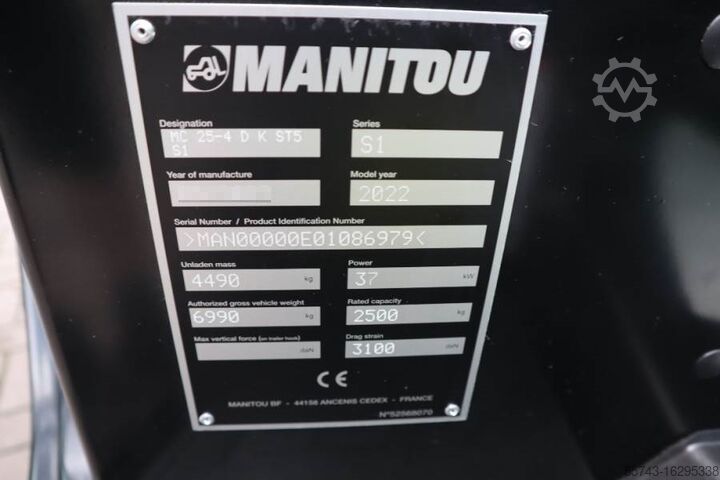 MANITOU
Designation
MC 25-4 D K ST5
S1
Series
S1
Year of manufacture
Model year
2022
Serial Number / Product Identification Number
>MAN00000E01086979<
Unladen mass
4490 kg
Power
37 kW
Authorized gross vehicle weight
6990 kg
Rated capacity
2500 kg
Max vertical force (on trailer hook)
daN
Drag strain
3100 daN
CE
MANITOU BF - 44158 ANCENIS CEDEX - FRANCE
N°52568070
65743-16295338